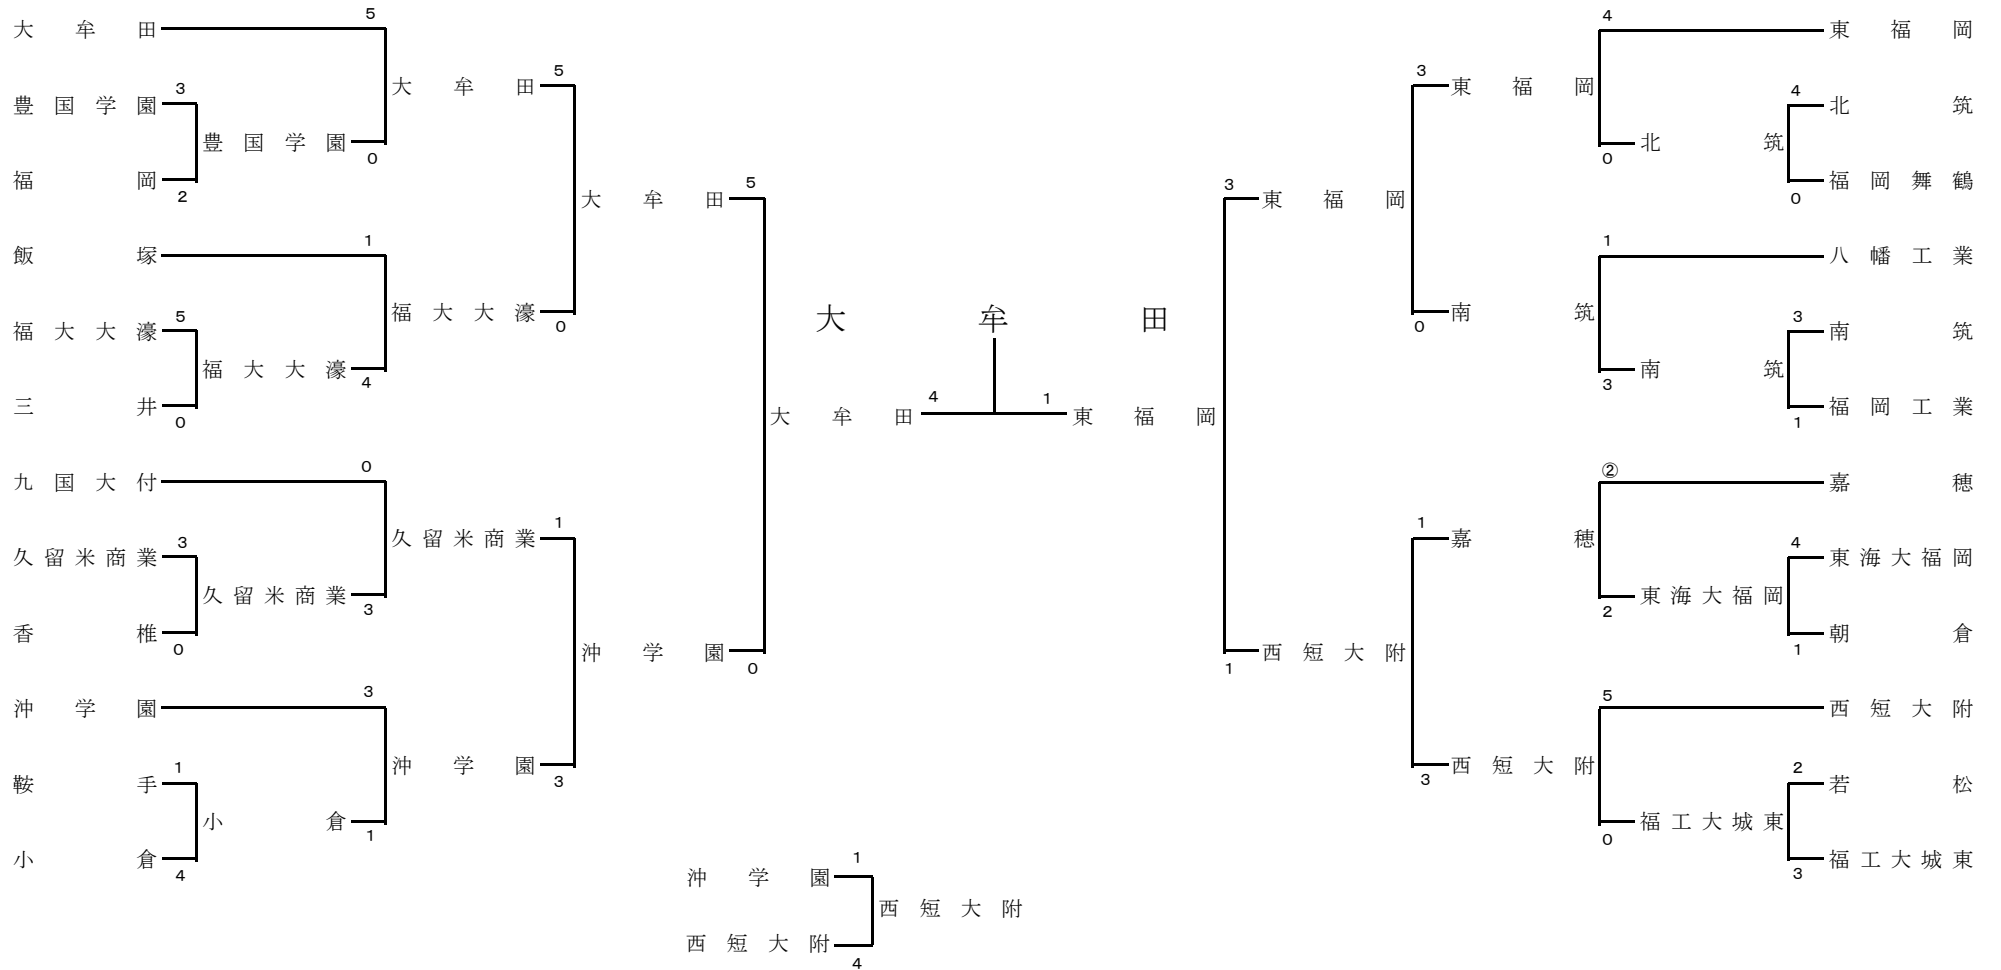 5 4
大牟田 東福岡
3 5 3 4
豊国学園 大牟田 東福岡 北筑
豊国学園 北筑
0 0
福岡 福岡舞鶴
2 5 3 0
大牟田 東福岡
1 1
飯塚 八幡工業
5 福大大濠 大牟田 南筑 3
福大大濠 0 0 南筑
福大大濠 南筑
4 3
三井 4 1 福岡工業
0 大牟田 東福岡 1
0 ②
九国大付 嘉穂
3 1 1 4
久留米商業 久留米商業 嘉穂 東海大福岡
久留米商業 東海大福岡
3 2
香椎 朝倉
0 沖学園 西短大附 1
0 1
3 5
沖学園 西短大附
1 沖学園 西短大附 2
鞍手 3 3 若松
小倉 福工大城東
1 0
小倉 福工大城東
4 3
1
沖学園
西短大附
西短大附
4